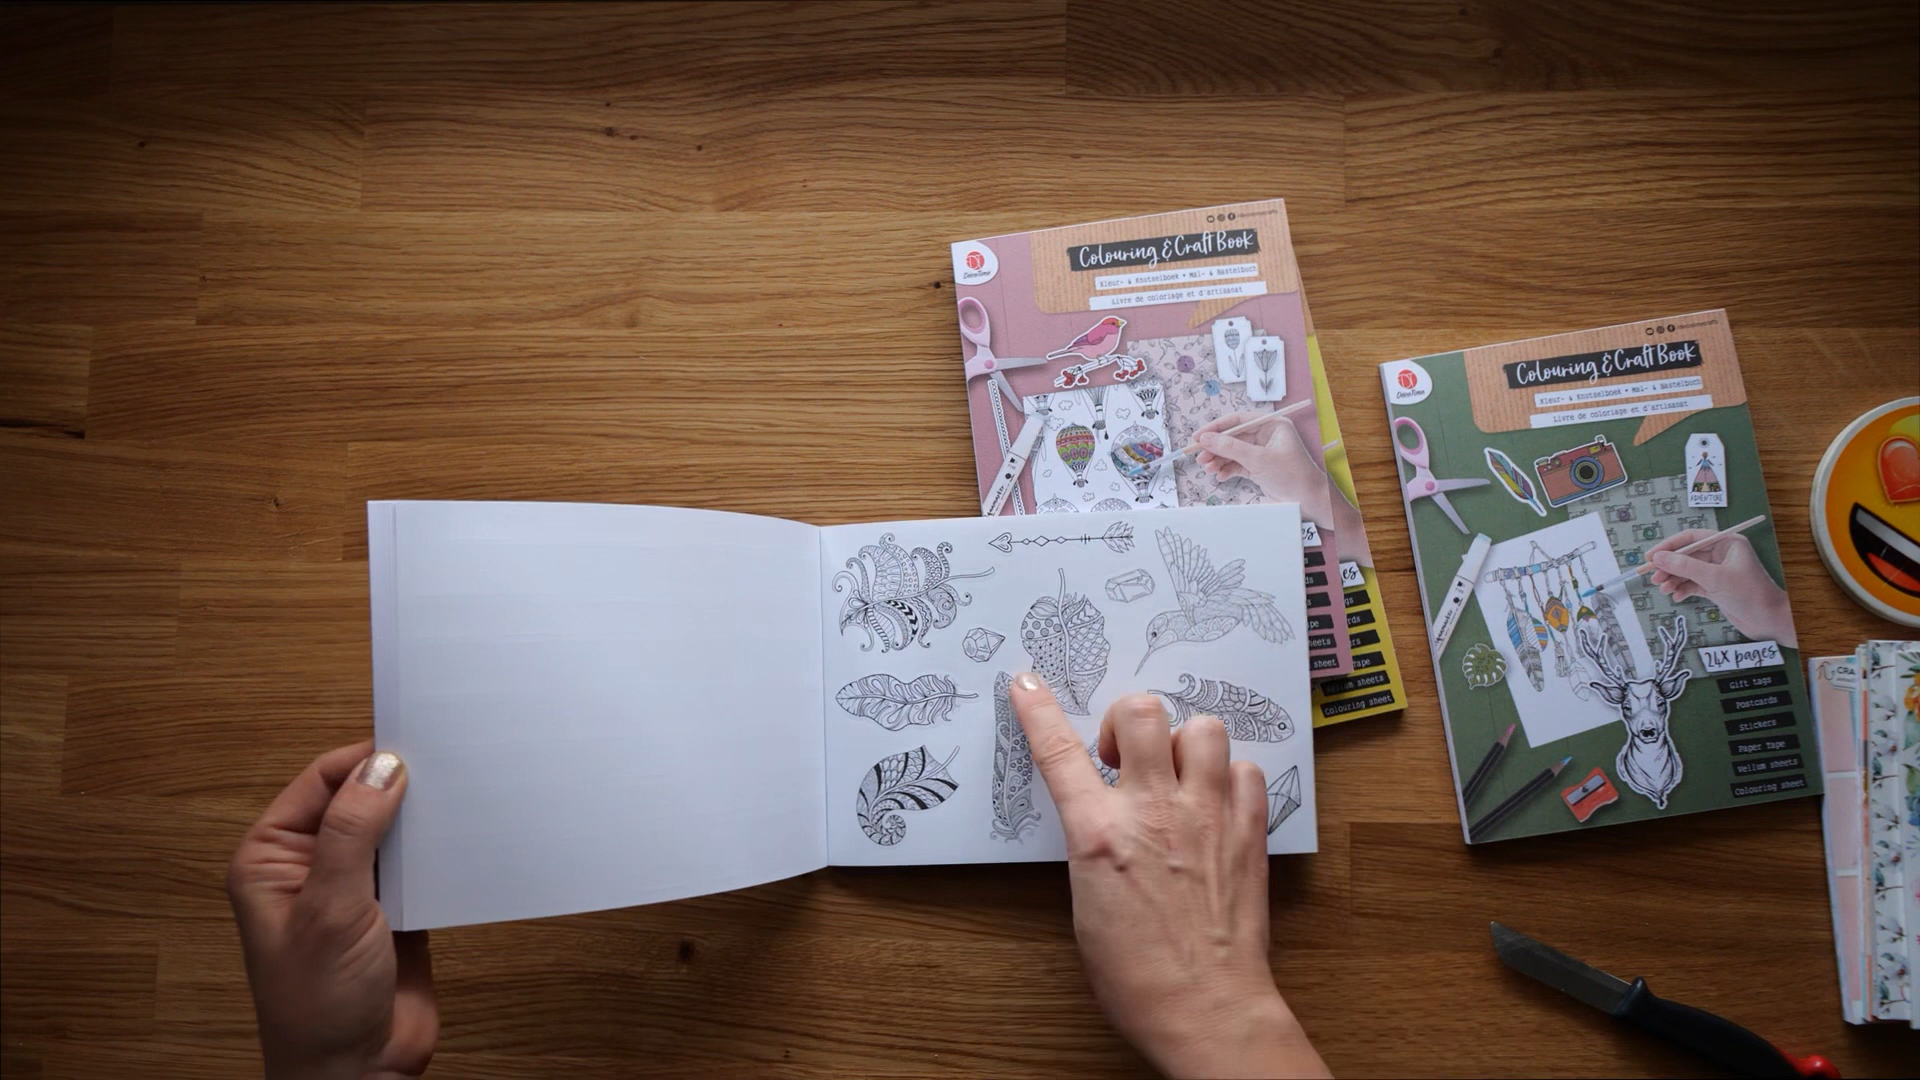 DécoTime
Colouring & Craft Book
Kleur- & Knutselboek • Mal- & Bastelbuch
Livre de coloriage et d'artisanat
Vellum sheets
Colouring sheet
DécoTime
Colouring & Craft Book
Kleur- & Knutselboek • Mal- & Bastelbuch
Livre de coloriage et d'artisanat
ADVENTURE
24X pages
Gift tags
Postcards
Stickers
Paper tape
Vellum sheets
Colouring sheet